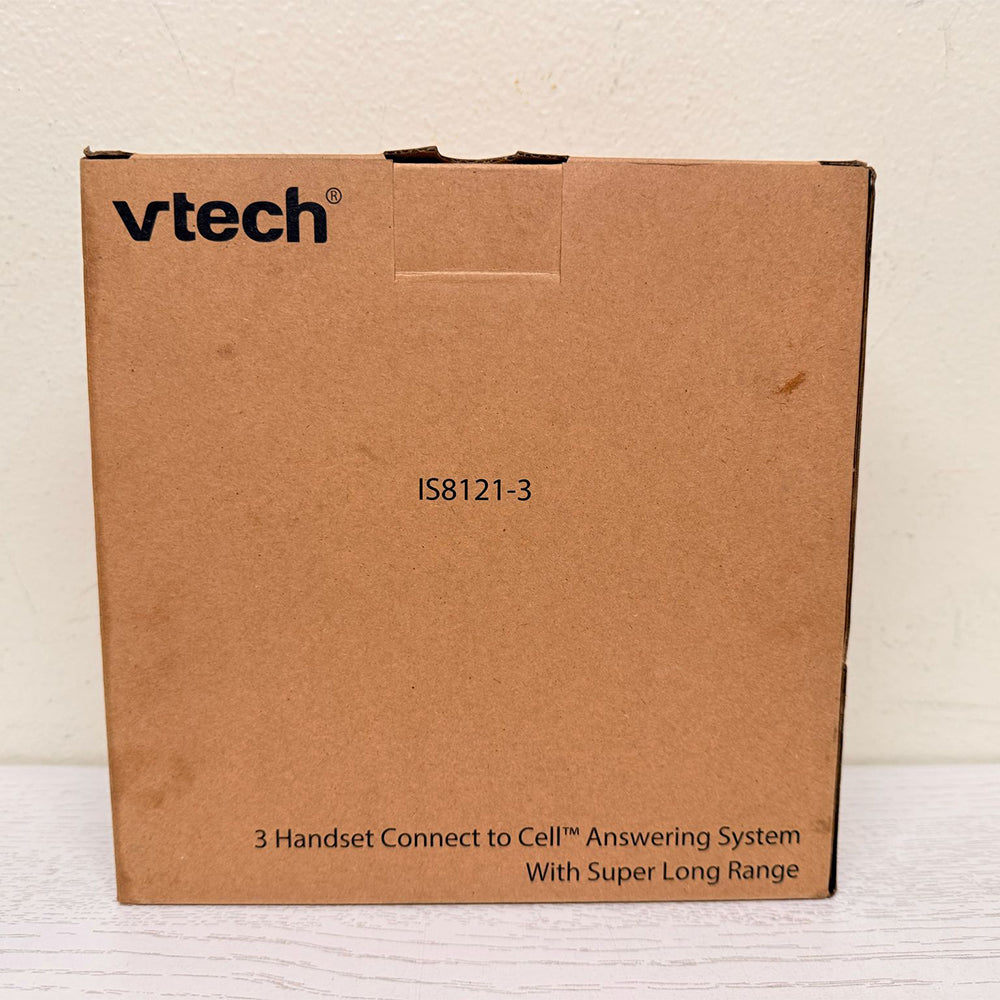 vtech®
IS8121-3
3 Handset Connect to Cell™ Answering System
With Super Long Range